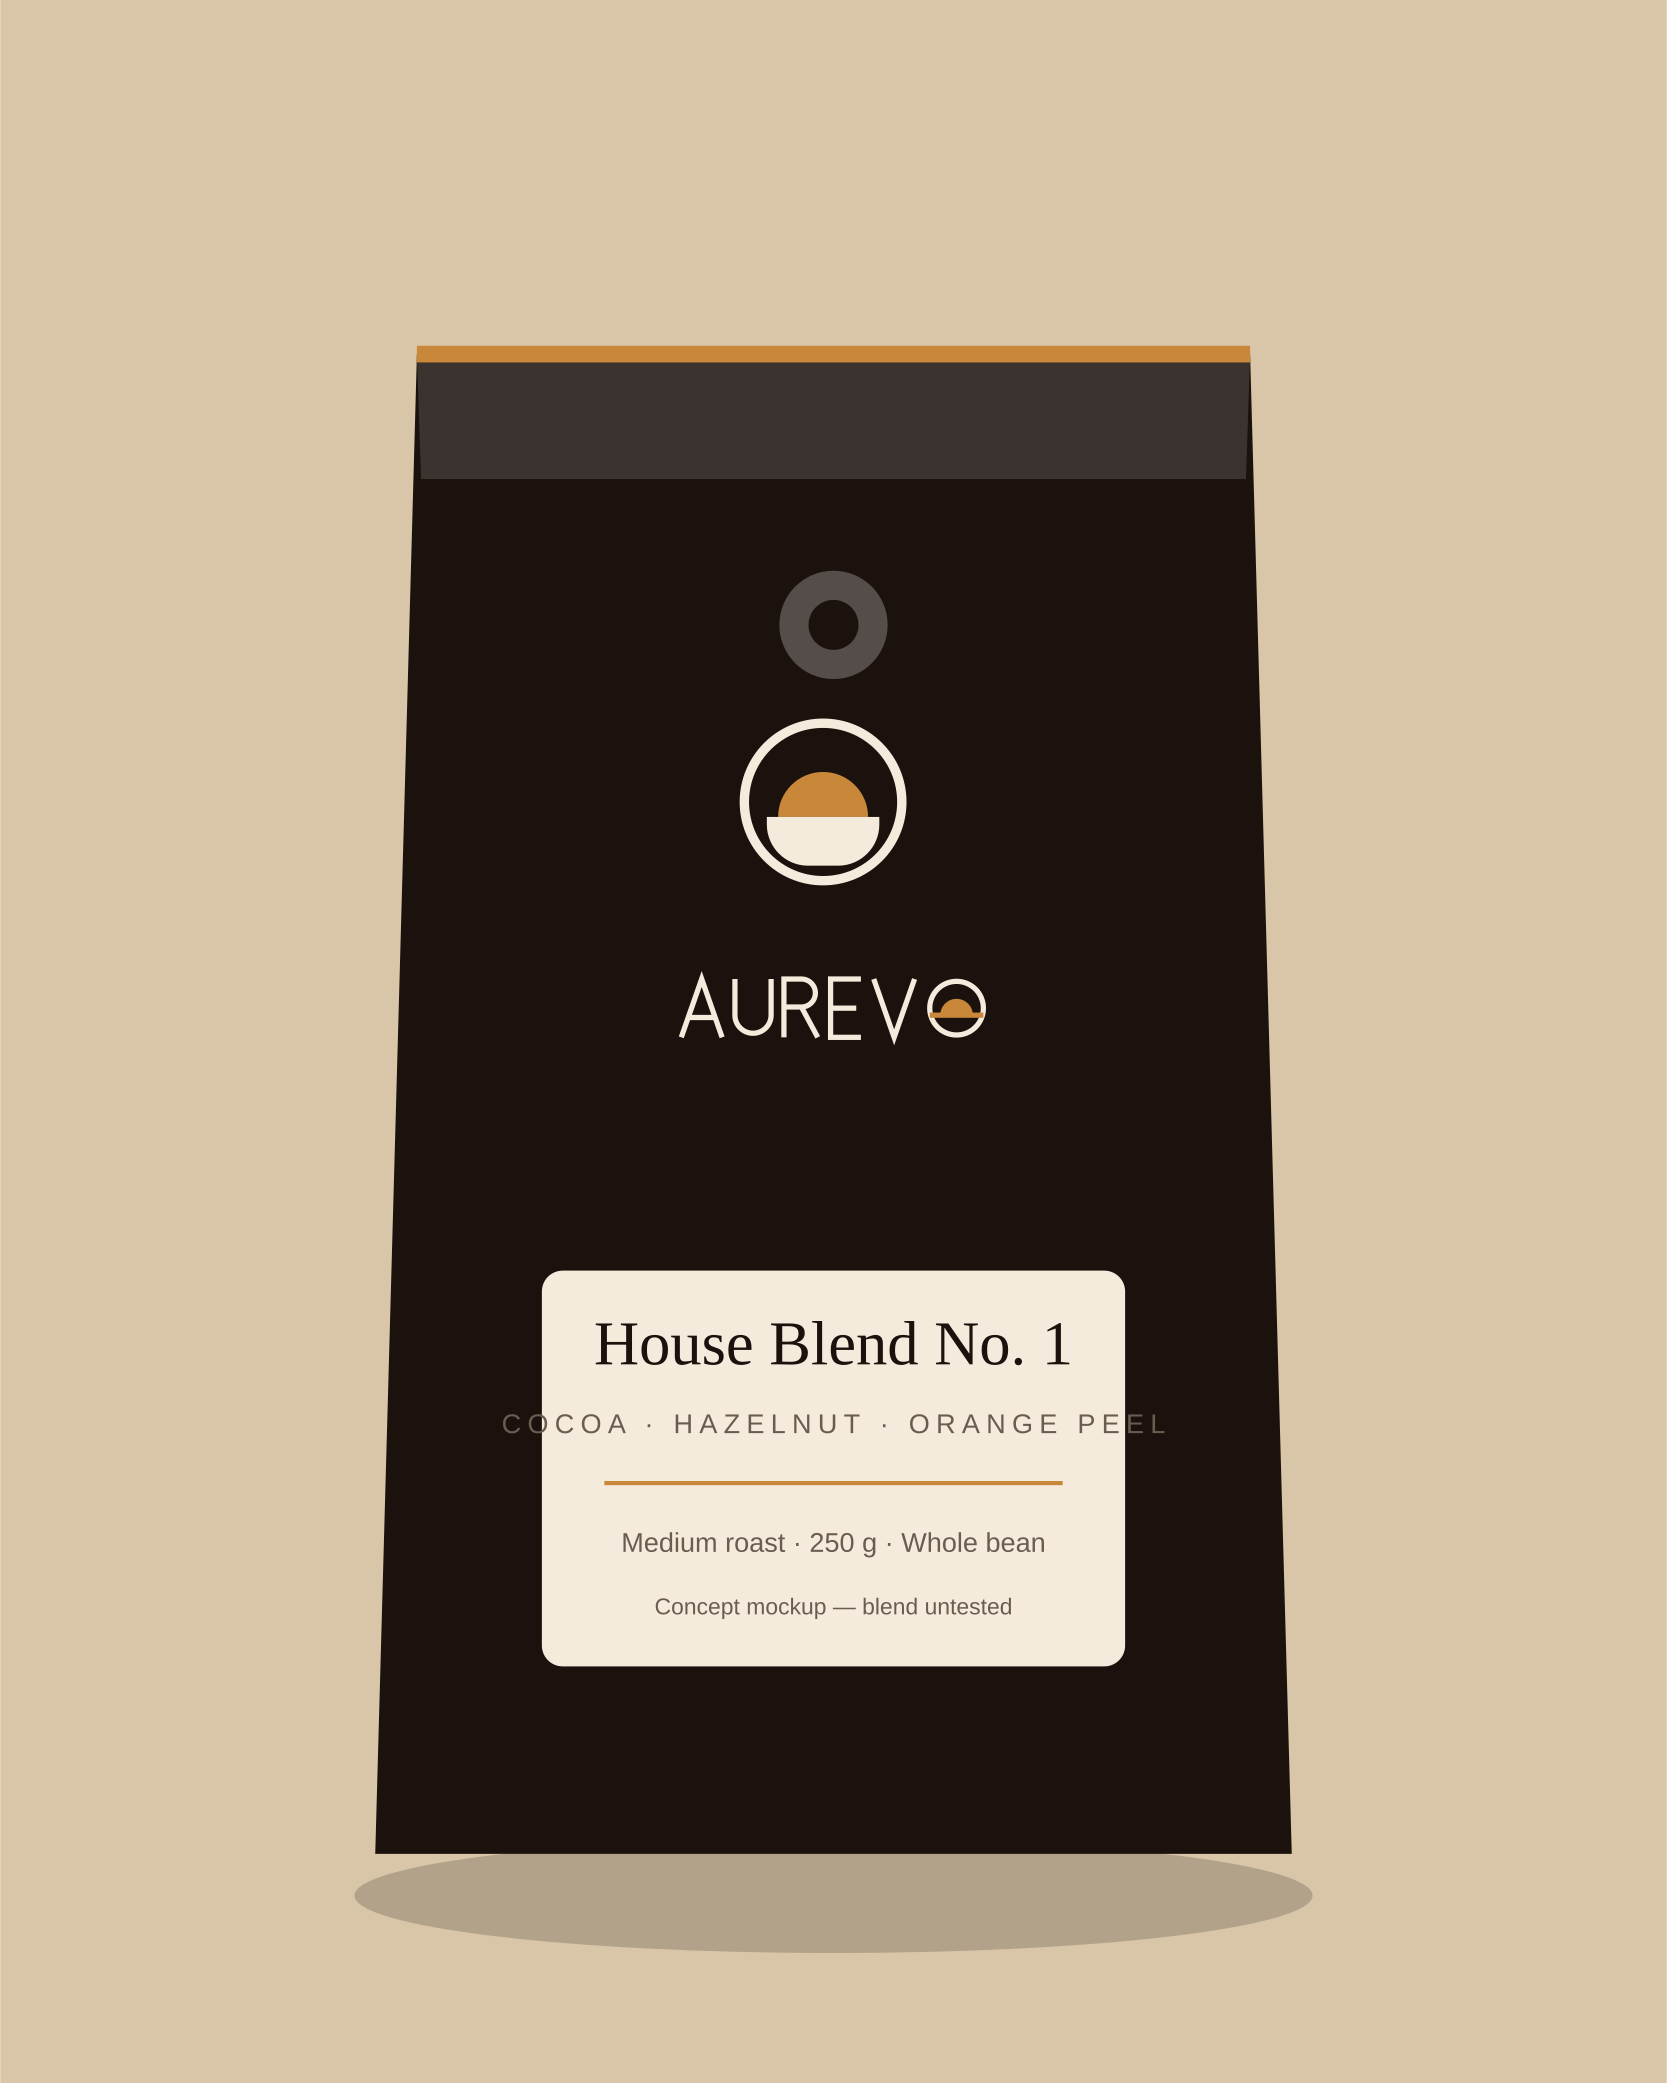 AUREVO
House Blend No. 1
COCOA · HAZELNUT · ORANGE PEEL
Medium roast · 250 g · Whole bean
Concept mockup — blend untested